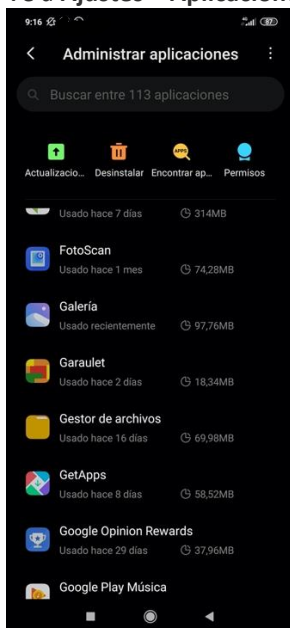 9:16
87
Administrar aplicaciones
Buscar entre 113 aplicaciones
Actualizacio... Desinstalar Encontrar ap... Permisos
Usado hace 7 días 314MB
FotoScan
Usado hace 1 mes 74,28MB
Galería
Usado recientemente 97,76MB
Garaulet
Usado hace 2 días 18,34MB
Gestor de archivos
Usado hace 16 días 69,98MB
GetApps
Usado hace 8 días 58,52MB
Google Opinion Rewards
Usado hace 29 días 37,96MB
Google Play Música